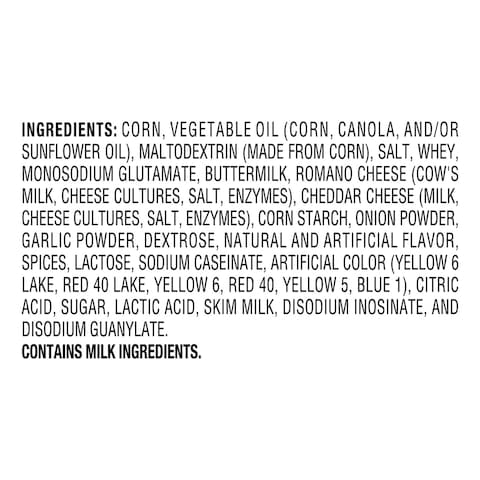 INGREDIENTS: CORN, VEGETABLE OIL (CORN, CANOLA, AND/OR
SUNFLOWER OIL), MALTODEXTRIN (MADE FROM CORN), SALT, WHEY,
MONOSODIUM GLUTAMATE, BUTTERMILK, ROMANO CHEESE (COW'S
MILK, CHEESE CULTURES, SALT, ENZYMES), CHEDDAR CHEESE (MILK,
CHEESE CULTURES, SALT, ENZYMES), CORN STARCH, ONION POWDER,
GARLIC POWDER, DEXTROSE, NATURAL AND ARTIFICIAL FLAVOR,
SPICES, LACTOSE, SODIUM CASEINATE, ARTIFICIAL COLOR (YELLOW 6
LAKE, RED 40 LAKE, YELLOW 6, RED 40, YELLOW 5, BLUE 1), CITRIC
ACID, SUGAR, LACTIC ACID, SKIM MILK, DISODIUM INOSINATE, AND
DISODIUM GUANYLATE.
CONTAINS MILK INGREDIENTS.